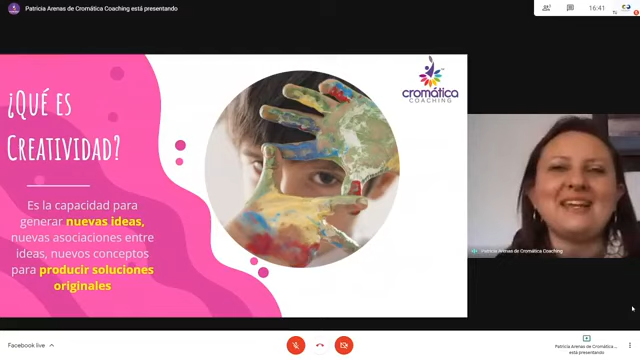 Patricia Arenas de Cromática Coaching está presentando
16:41
¿QUÉ ES
CREATIVIDAD?
Es la capacidad para
generar nuevas ideas,
nuevas asociaciones entre
ideas, nuevos conceptos
para producir soluciones
originales
cromática
COACHING
Patricia Arenas de Cromática Coaching
Facebook live
Patricia Arenas de Cromática ...
está presentando